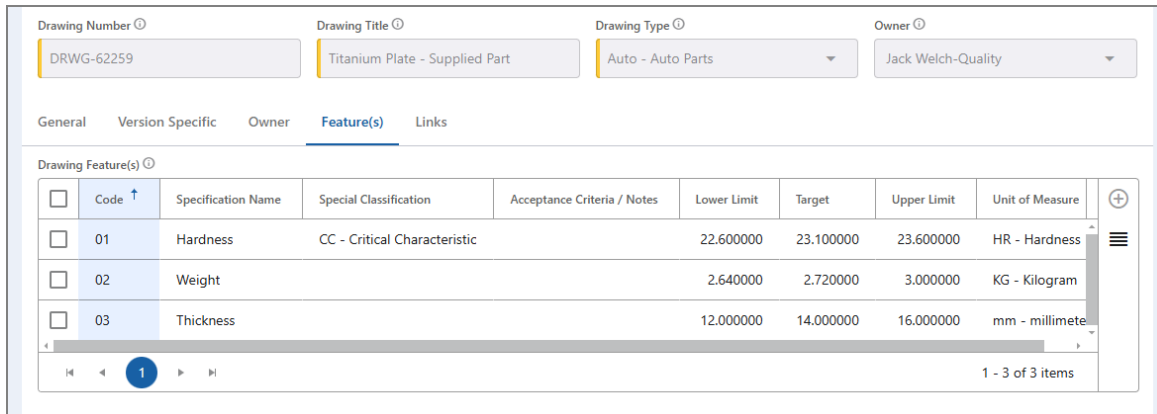 Drawing Number Drawing Title Drawing Type Owner
DRWG-62259 Titanium Plate - Supplied Part Auto - Auto Parts Jack Welch-Quality
General Version Specific Owner Feature(s) Links
Drawing Feature(s)
Code Specification Name Special Classification Acceptance Criteria / Notes Lower Limit Target Upper Limit Unit of Measure
01 Hardness CC - Critical Characteristic 22.600000 23.100000 23.600000 HR - Hardness
02 Weight 2.640000 2.720000 3.000000 KG - Kilogram
03 Thickness 12.000000 14.000000 16.000000 mm - millimete
1 1 - 3 of 3 items